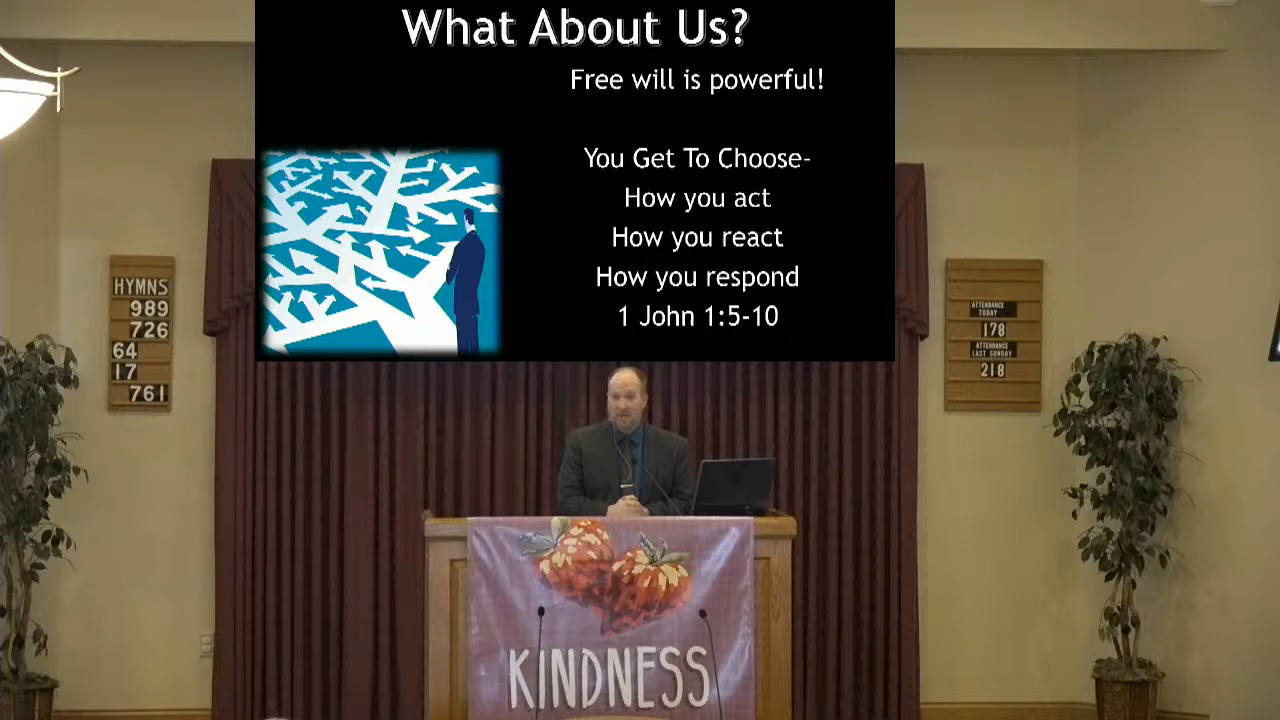 What About Us?
Free will is powerful!
You Get To Choose-
How you act
How you react
How you respond
1 John 1:5-10
HYMNS
989
726
64
17
761
ATTENDANCE
TODAY
178
ATTENDANCE
LAST SUNDAY
218
KINDNESS